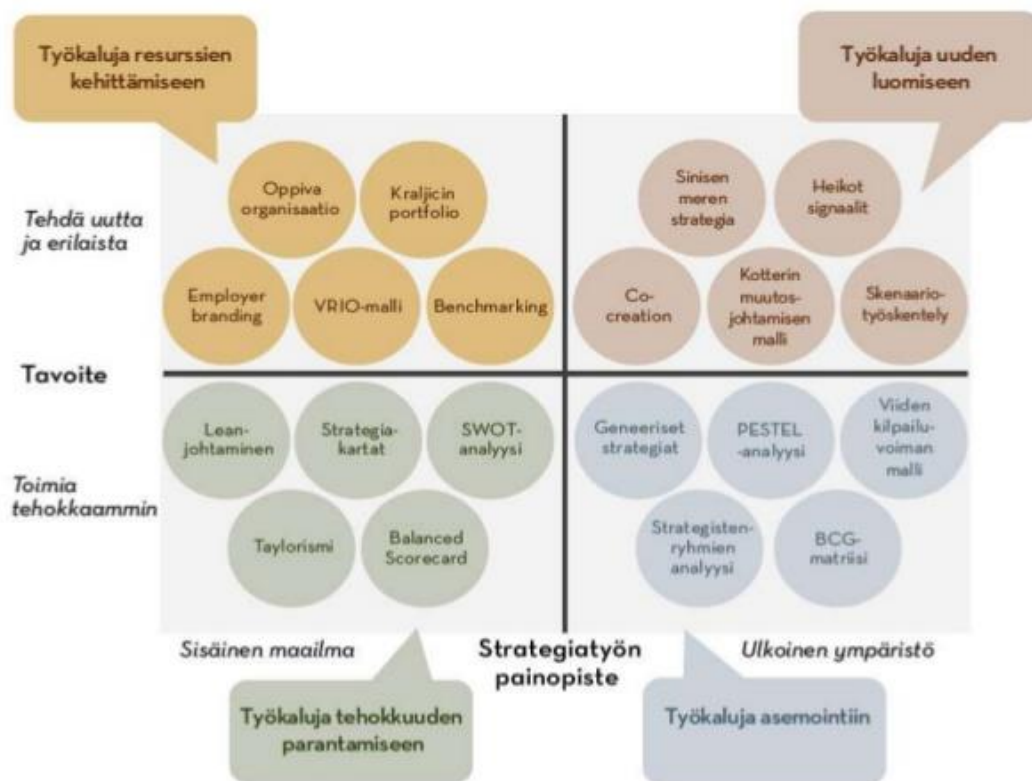 Työkaluja resurssien
kehittämiseen
Työkaluja uuden
luomiseen
Tehdä uutta
ja erilaista
Oppiva
organisaatio
Kraljicin
portfolio
Employer
branding
VRIO-malli
Benchmarking
Sinisen
meren
strategia
Heikot
signaalit
Co-
creation
Kotterin
muutos-
johtamisen
malli
Skenaario-
työskentely
Tavoite
Toimia
tehokkaammin
Lean-
johtaminen
Strategia-
kartat
SWOT-
analyysi
Taylorismi
Balanced
Scorecard
Geneeriset
strategiat
PESTEL
-analyysi
Viiden
kilpailu-
voiman
malli
Strategisten-
ryhmien
analyysi
BCG-
matriisi
Sisäinen maailma
Strategiatyön
painopiste
Ulkoinen ympäristö
Työkaluja tehokkuuden
parantamiseen
Työkaluja asemointiin